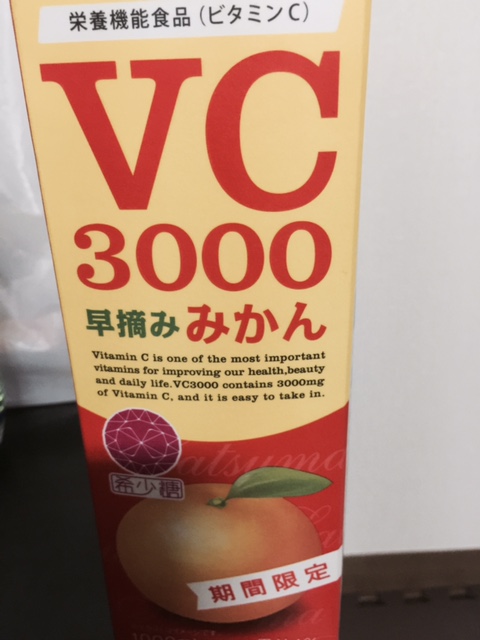 栄養機能食品（ビタミンC）
VC
3000
早摘みみかん
Vitamin C is one of the most important
vitamins for improving our health,beauty
and daily life.VC3000 contains 3000mg
of Vitamin C, and it is easy to take in.
希少糖
期間限定